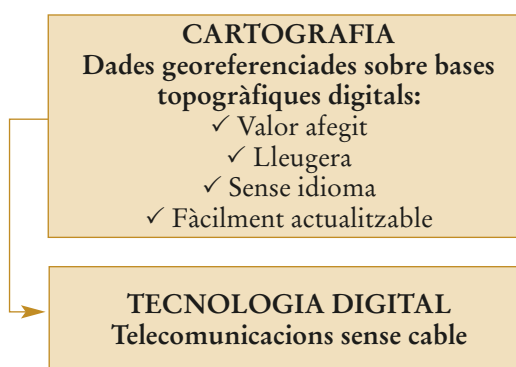 CARTOGRAFIA
Dades georeferenciades sobre bases
topogràfiques digitals:
✓ Valor afegit
✓ Lleugera
✓ Sense idioma
✓ Fàcilment actualitzable
TECNOLOGIA DIGITAL
Telecomunicacions sense cable